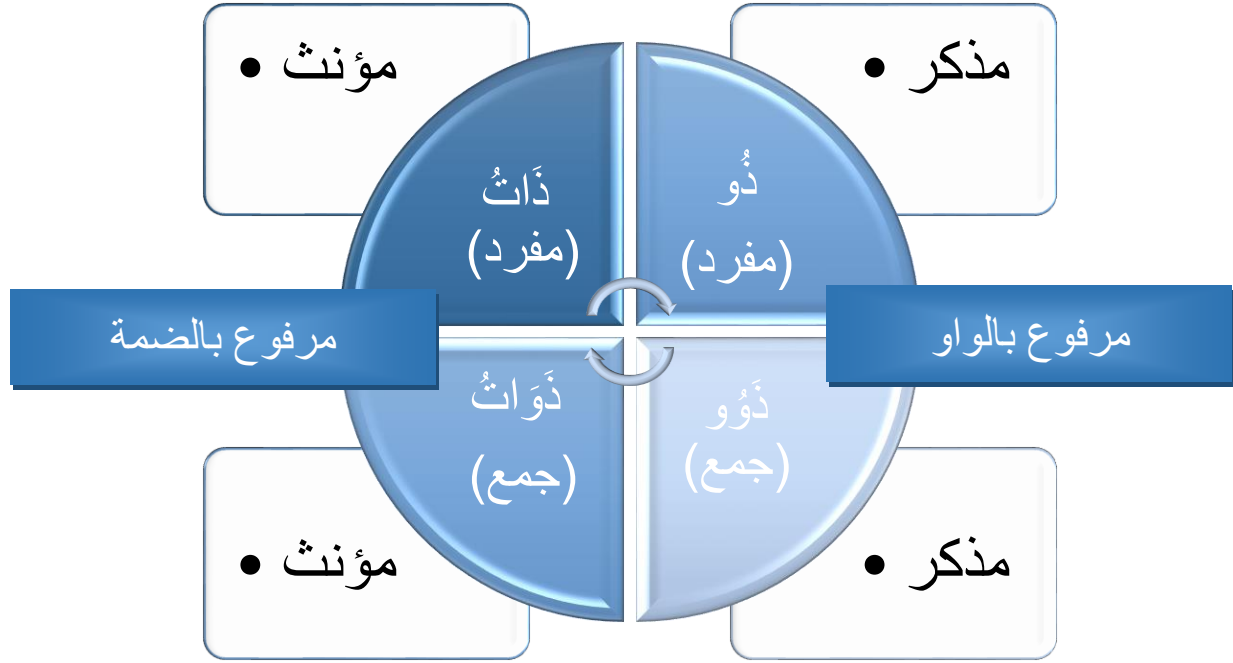 مذكر •
مؤنث •
ذُو
(مفرد)
ذَاتُ
(مفرد)
مرفوع بالواو
مرفوع بالضمة
ذَوُو
(جمع)
ذَوَاتُ
(جمع)
مذكر •
مؤنث •